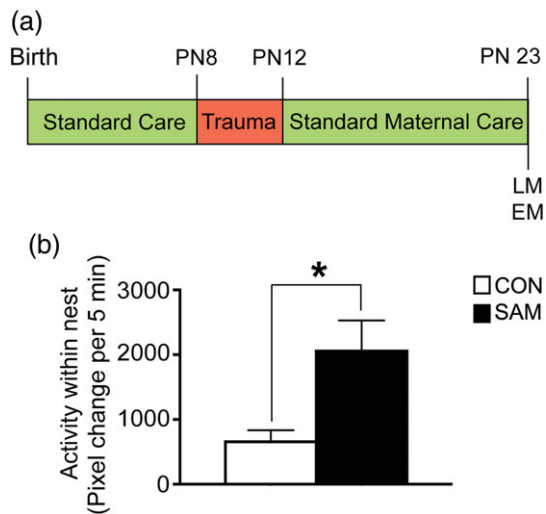 (a)
Birth PN8 PN12 PN 23
Standard Care Trauma Standard Maternal Care
LM
EM
(b)
*
CON
SAM
Activity within nest
(Pixel change per 5 min)
3000
2000
1000
0